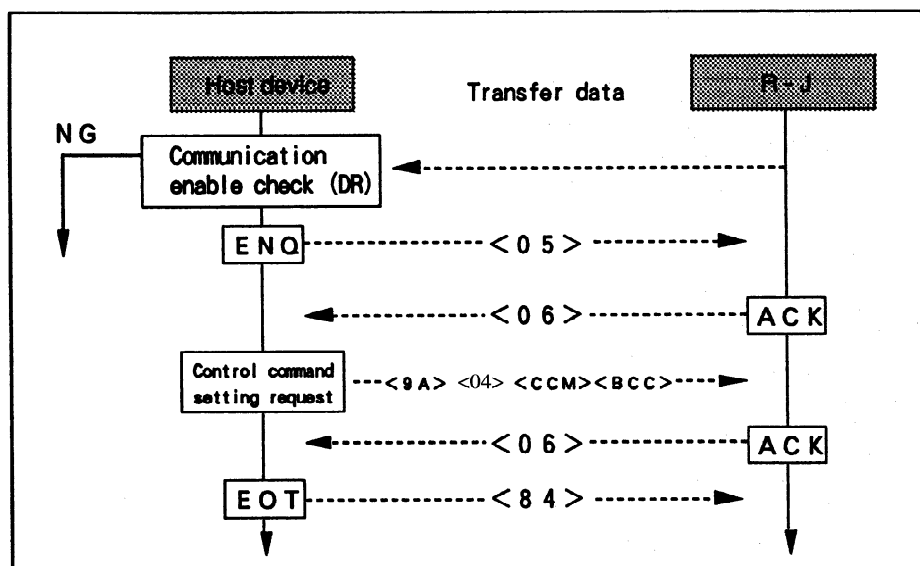 Host device
Transfer data
R-J
NG
Communication
enable check (DR)
ENQ
<05>
<06>
ACK
Control command
setting request
<9A> <04> <CCM><BCC>
<06>
ACK
EOT
<84>